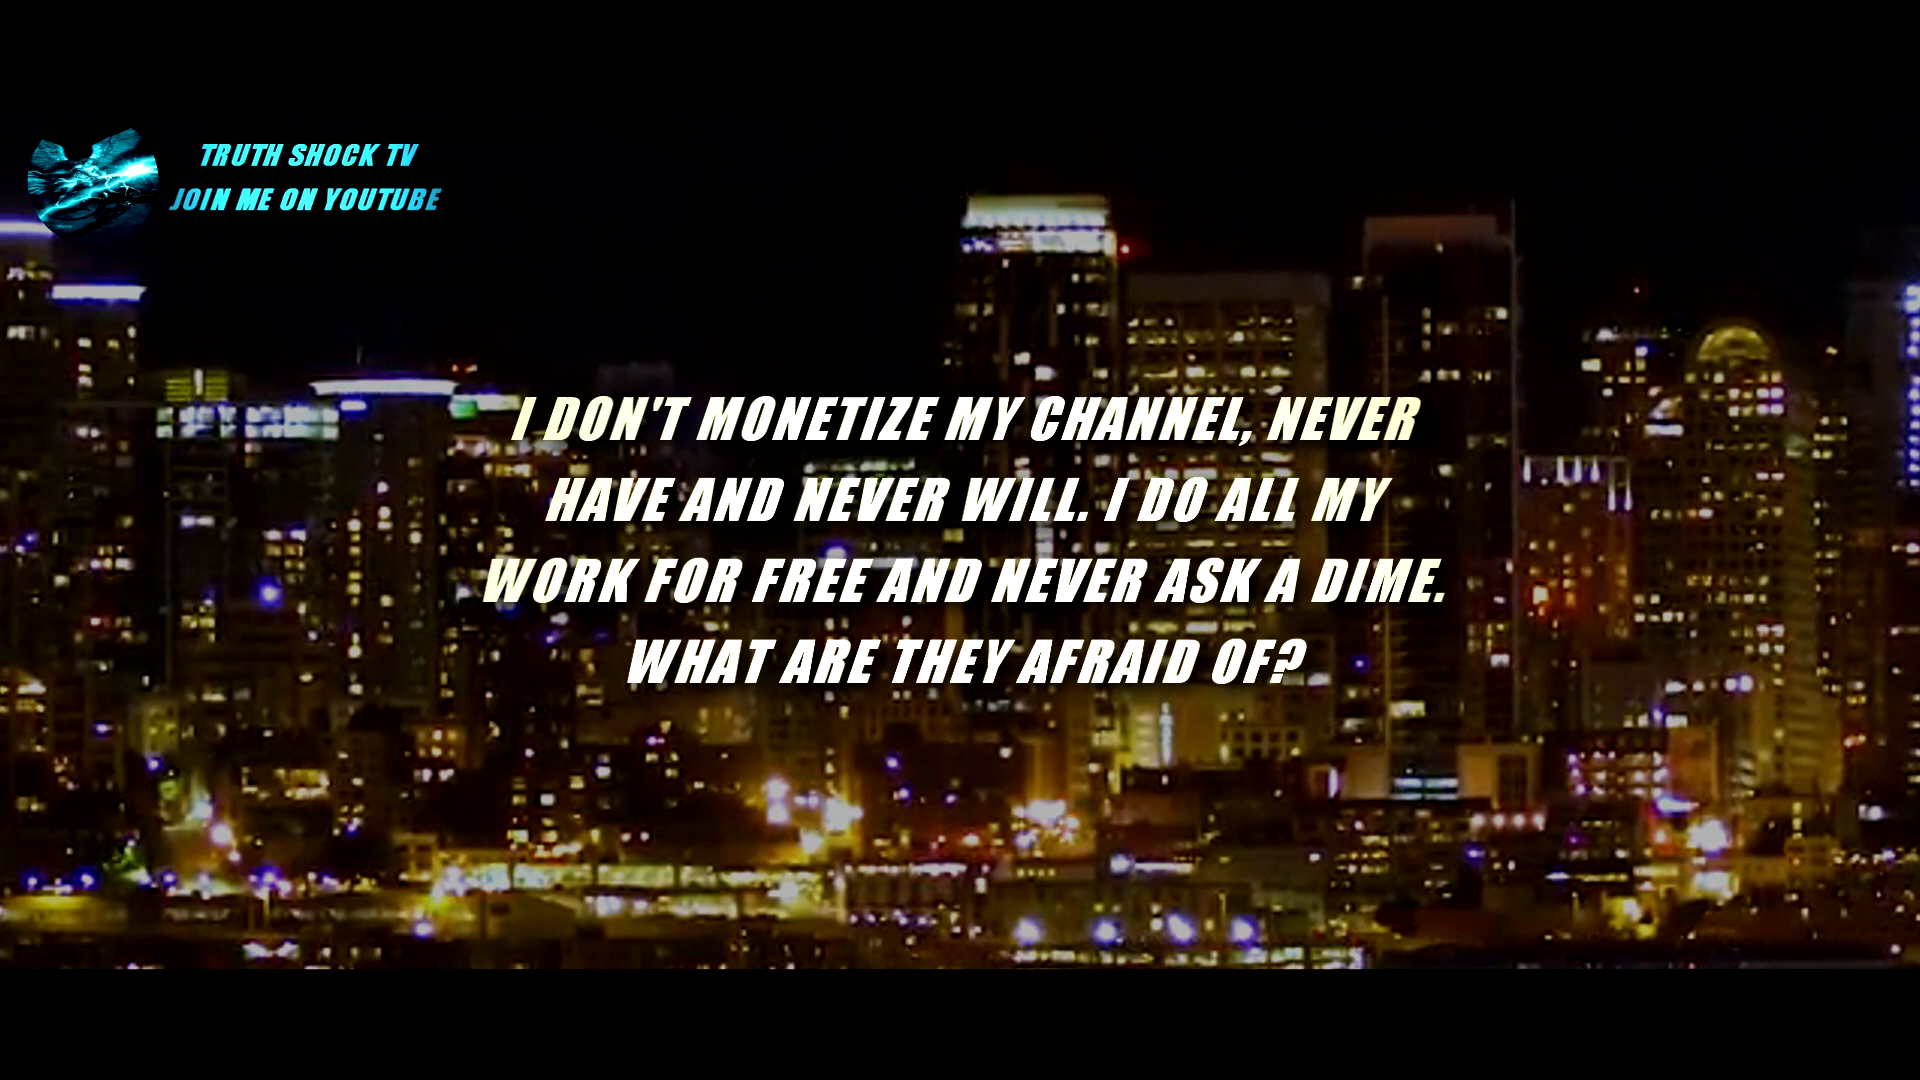 TRUTH SHOCK TV
JOIN ME ON YOUTUBE
I DON'T MONETIZE MY CHANNEL, NEVER
HAVE AND NEVER WILL. I DO ALL MY
WORK FOR FREE AND NEVER ASK A DIME.
WHAT ARE THEY AFRAID OF?